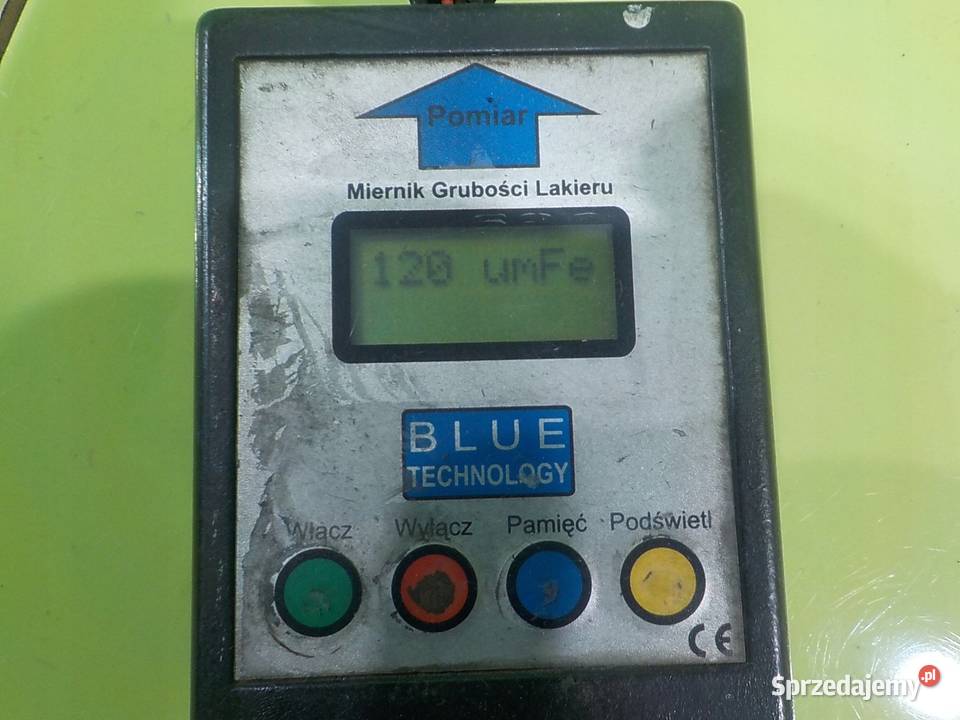 Pomiar
Miernik Grubości Lakieru
120 umFe
BLUE
TECHNOLOGY
Włącz Wyłącz Pamięć Podświetl
CE
Sprzedajemy.pl